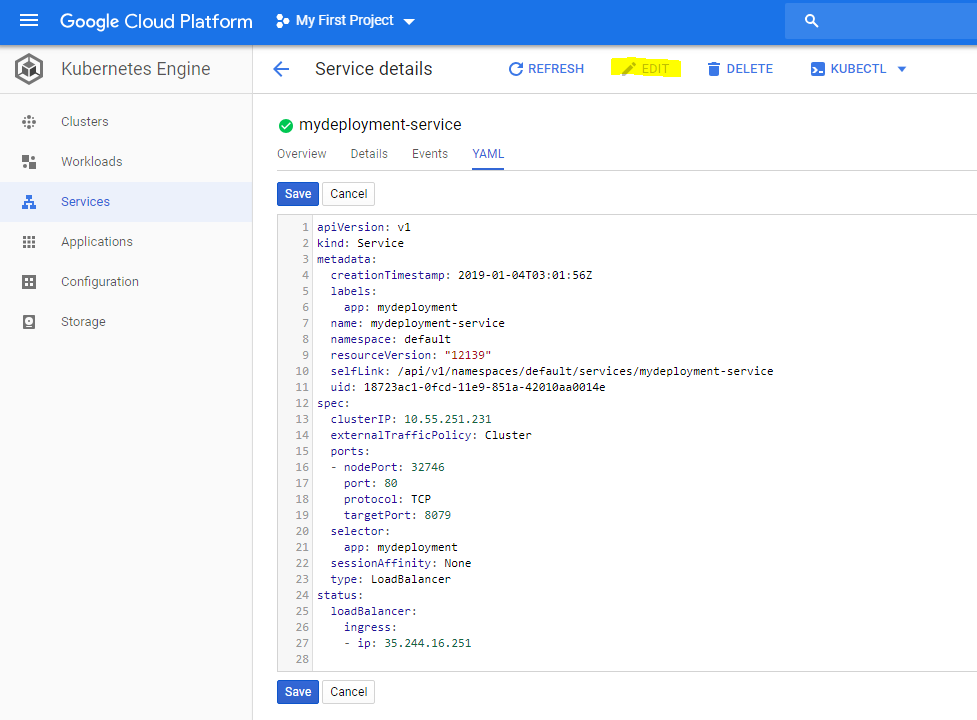 Google Cloud Platform My First Project
Kubernetes Engine
Service details REFRESH EDIT DELETE KUBECTL
Clusters
Workloads
Services
Applications
Configuration
Storage
mydeployment-service
Overview Details Events YAML
Save Cancel
1 apiVersion: v1
2 kind: Service
3 metadata:
4 creationTimestamp: 2019-01-04T03:01:56Z
5 labels:
6 app: mydeployment
7 name: mydeployment-service
8 namespace: default
9 resourceVersion: "12139"
10 selfLink: /api/v1/namespaces/default/services/mydeployment-service
11 uid: 18723ac1-0fcd-11e9-851a-42010aa0014e
12 spec:
13 clusterIP: 10.55.251.231
14 externalTrafficPolicy: Cluster
15 ports:
16 - nodePort: 32746
17 port: 80
18 protocol: TCP
19 targetPort: 8079
20 selector:
21 app: mydeployment
22 sessionAffinity: None
23 type: LoadBalancer
24 status:
25 loadBalancer:
26 ingress:
27 - ip: 35.244.16.251
28
Save Cancel